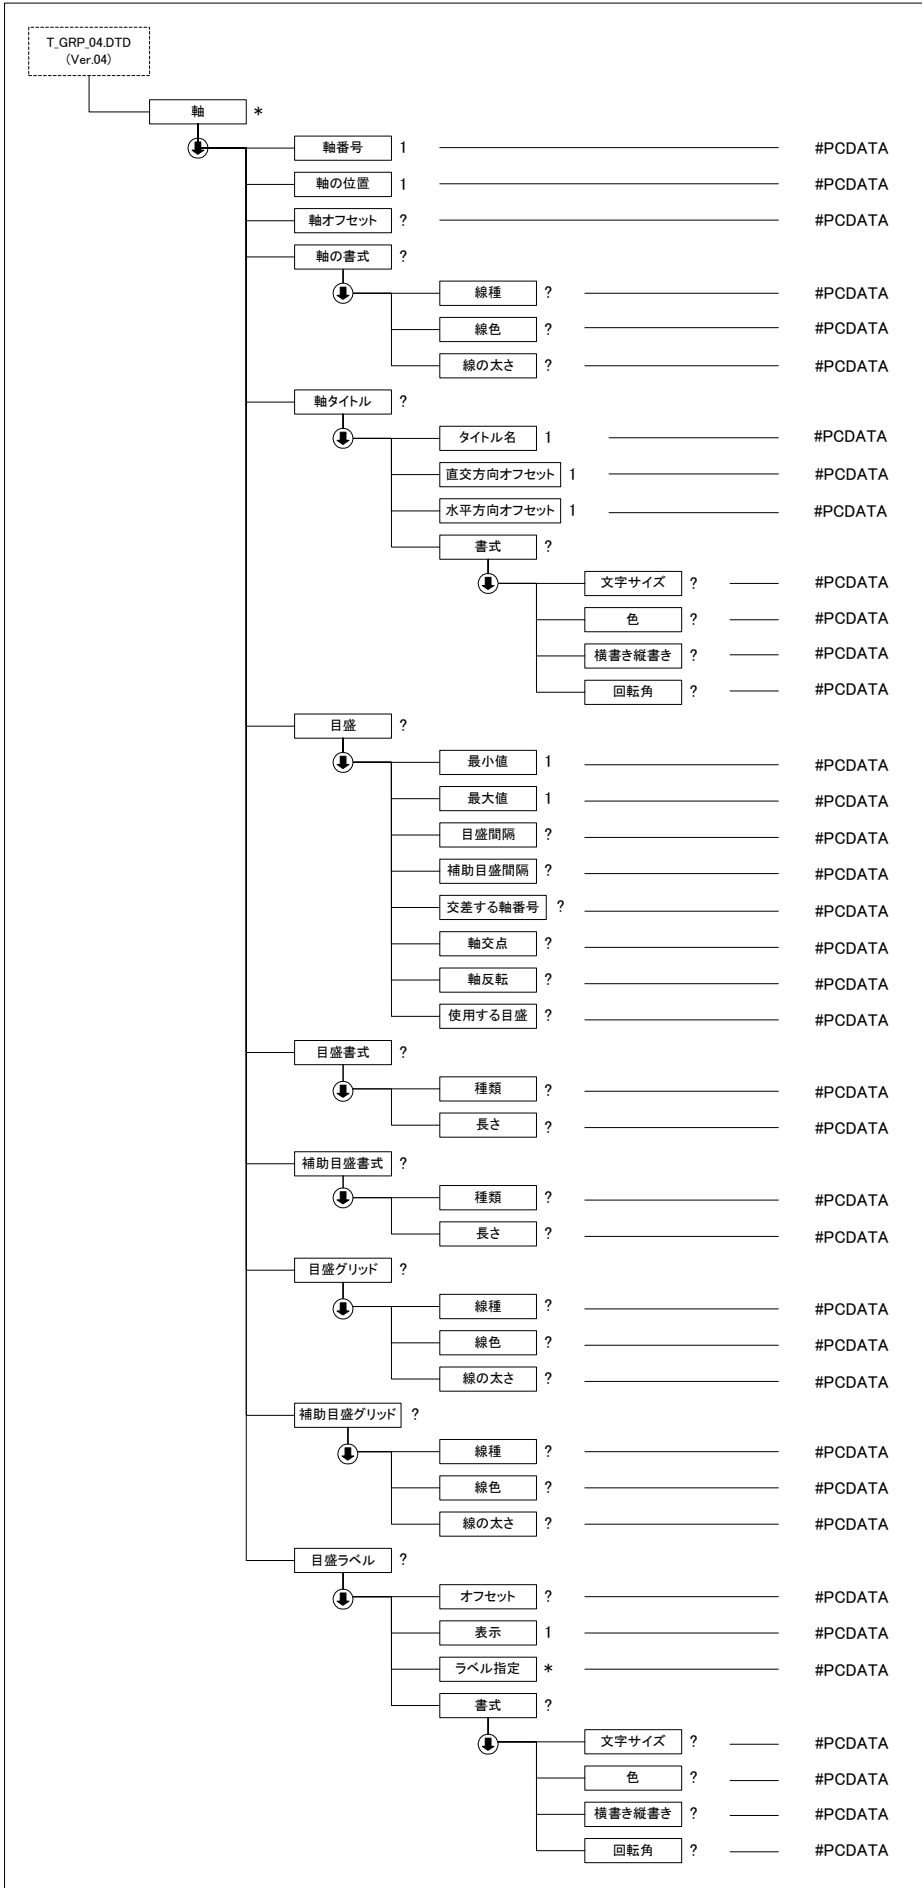 T_GRP_04.DTD
(Ver.04)
軸 *
軸番号 1 #PCDATA
軸の位置 1 #PCDATA
軸オフセット ? #PCDATA
軸の書式 ?
線種 ? #PCDATA
線色 ? #PCDATA
線の太さ ? #PCDATA
軸タイトル ?
タイトル名 1 #PCDATA
直交方向オフセット 1 #PCDATA
水平方向オフセット 1 #PCDATA
書式 ?
文字サイズ ? #PCDATA
色 ? #PCDATA
横書き縦書き ? #PCDATA
回転角 ? #PCDATA
目盛 ?
最小値 1 #PCDATA
最大値 1 #PCDATA
目盛間隔 ? #PCDATA
補助目盛間隔 ? #PCDATA
交差する軸番号 ? #PCDATA
軸交点 ? #PCDATA
軸反転 ? #PCDATA
使用する目盛 ? #PCDATA
目盛書式 ?
種類 ? #PCDATA
長さ ? #PCDATA
補助目盛書式 ?
種類 ? #PCDATA
長さ ? #PCDATA
目盛グリッド ?
線種 ? #PCDATA
線色 ? #PCDATA
線の太さ ? #PCDATA
補助目盛グリッド ?
線種 ? #PCDATA
線色 ? #PCDATA
線の太さ ? #PCDATA
目盛ラベル ?
オフセット ? #PCDATA
表示 1 #PCDATA
ラベル指定 * #PCDATA
書式 ?
文字サイズ ? #PCDATA
色 ? #PCDATA
横書き縦書き ? #PCDATA
回転角 ? #PCDATA